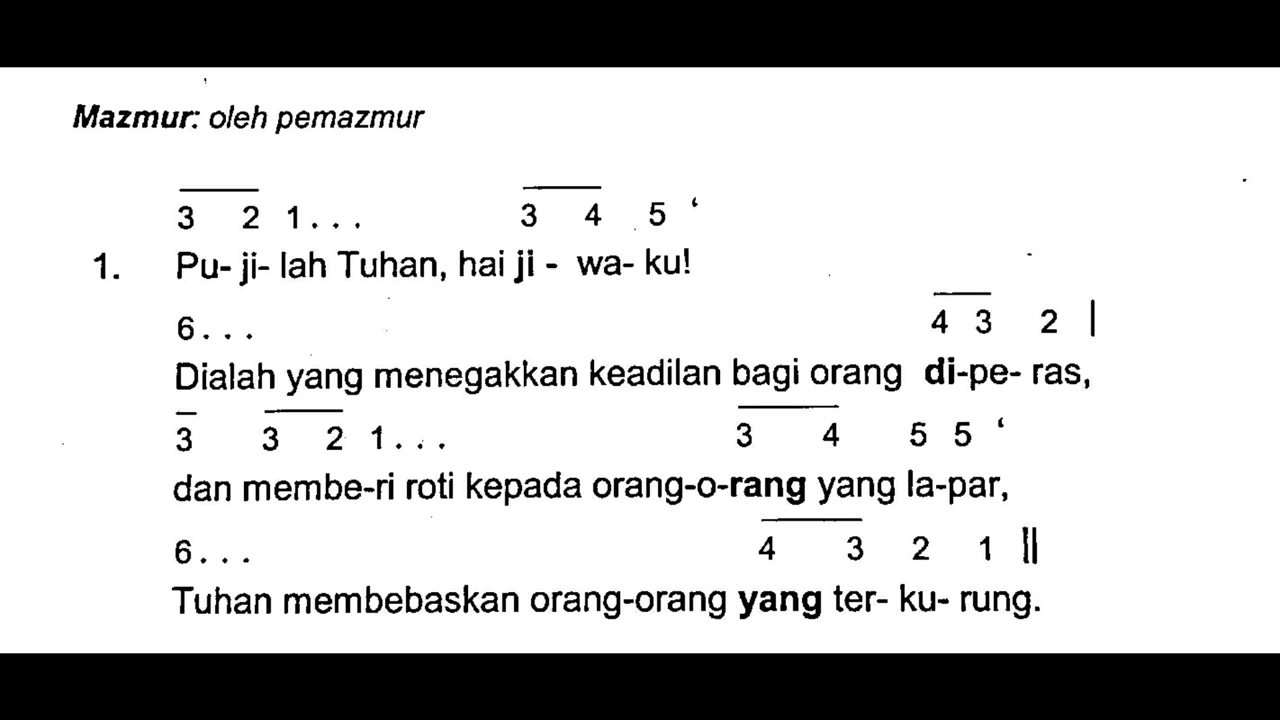 Mazmur: oleh pemazmur
3 2 1... 3 4 5 ‘
1. Pu- ji- lah Tuhan, hai ji - wa- ku!
6... 4 3 2 |
Dialah yang menegakkan keadilan bagi orang di-pe- ras,
3 3 2 1... 3 4 5 5 ‘
dan membe-ri roti kepada orang-o-rang yang la-par,
6... 4 3 2 1 ||
Tuhan membebaskan orang-orang yang ter- ku- rung.